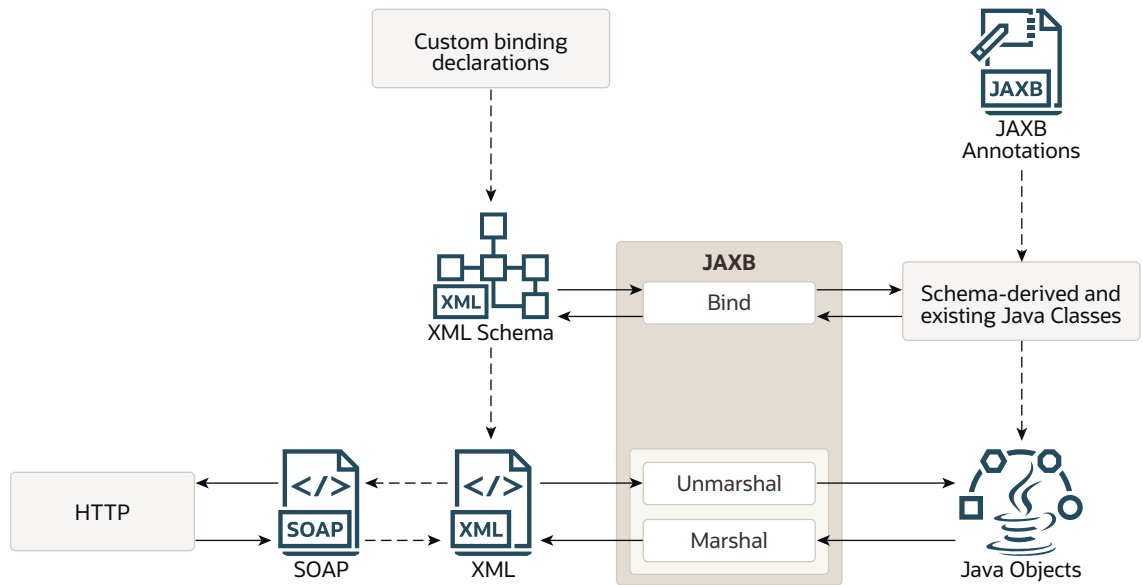 Custom binding
declarations
JAXB
JAXB
Annotations
JAXB
XML
XML Schema
Bind
Schema-derived and
existing Java Classes
HTTP
</>
SOAP
SOAP
</>
XML
XML
Unmarshal
Marshal
Java Objects